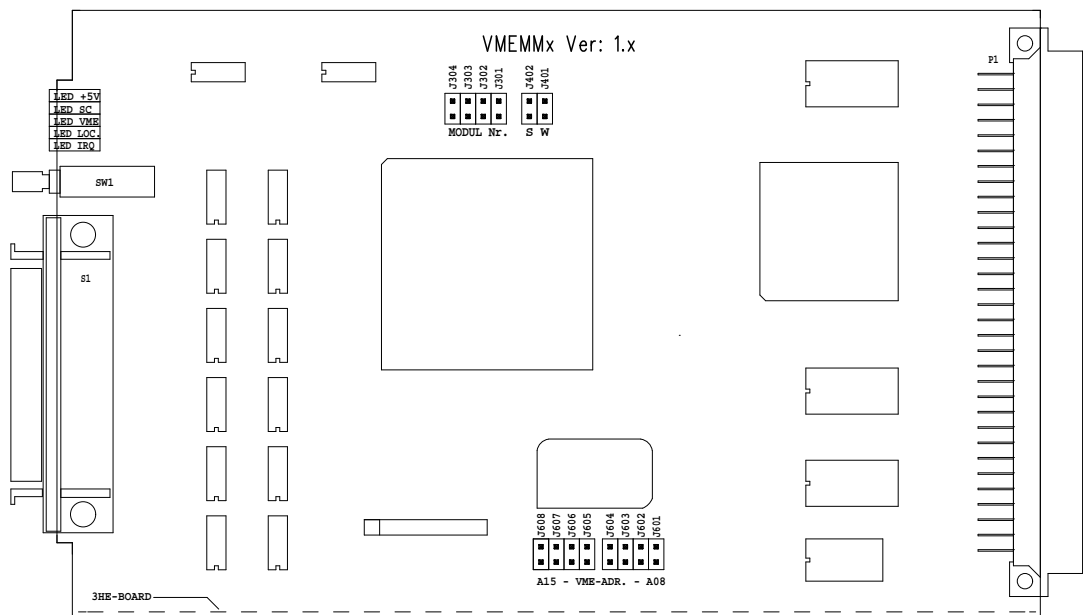 VMEMMx Ver: 1.x
J304
J303
J302
J301
J402
J401
P1
MODUL Nr.
S W
LED +5V
LED SC
LED VME
LED LOC.
LED IRQ
SW1
S1
J608
J607
J606
J605
J604
J603
J602
J601
A15 - VME-ADR. - A08
3HE-BOARD